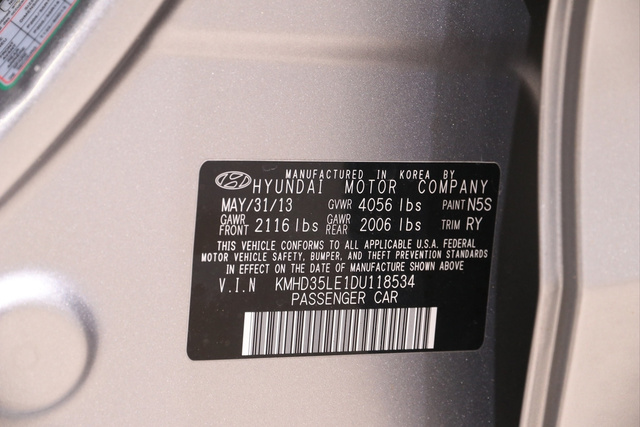 MANUFACTURED IN KOREA BY
HYUNDAI MOTOR COMPANY
MAY/31/13 GVWR 4056 lbs PAINT N5S
GAWR FRONT 2116 lbs GAWR REAR 2006 lbs TRIM RY
THIS VEHICLE CONFORMS TO ALL APPLICABLE U.S.A. FEDERAL
MOTOR VEHICLE SAFETY, BUMPER, AND THEFT PREVENTION STANDARDS
IN EFFECT ON THE DATE OF MANUFACTURE SHOWN ABOVE
V.I.N KMHD35LE1DU118534
PASSENGER CAR